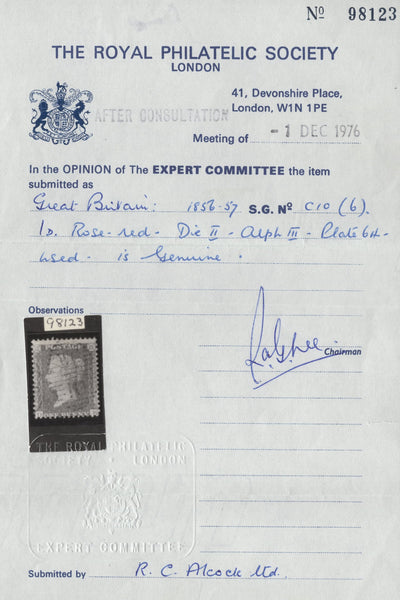 Nº 98123
THE ROYAL PHILATELIC SOCIETY
LONDON
41, Devonshire Place,
London, W1N 1PE
AFTER CONSULTATION
Meeting of - 1 DEC 1976
In the OPINION of The EXPERT COMMITTEE the item
submitted as
Great Britain: 1856-57 S.G. Nº C10 (6).
1D. Rose-red - Die II - Alph III - Plate 64 -
used - is Genuine.
Observations
98123
POSTAGE
Chairman
THE ROYAL PHILATELIC
SOCIETY LONDON
EXPERT COMMITTEE
Submitted by R. C. Alcock Ltd.